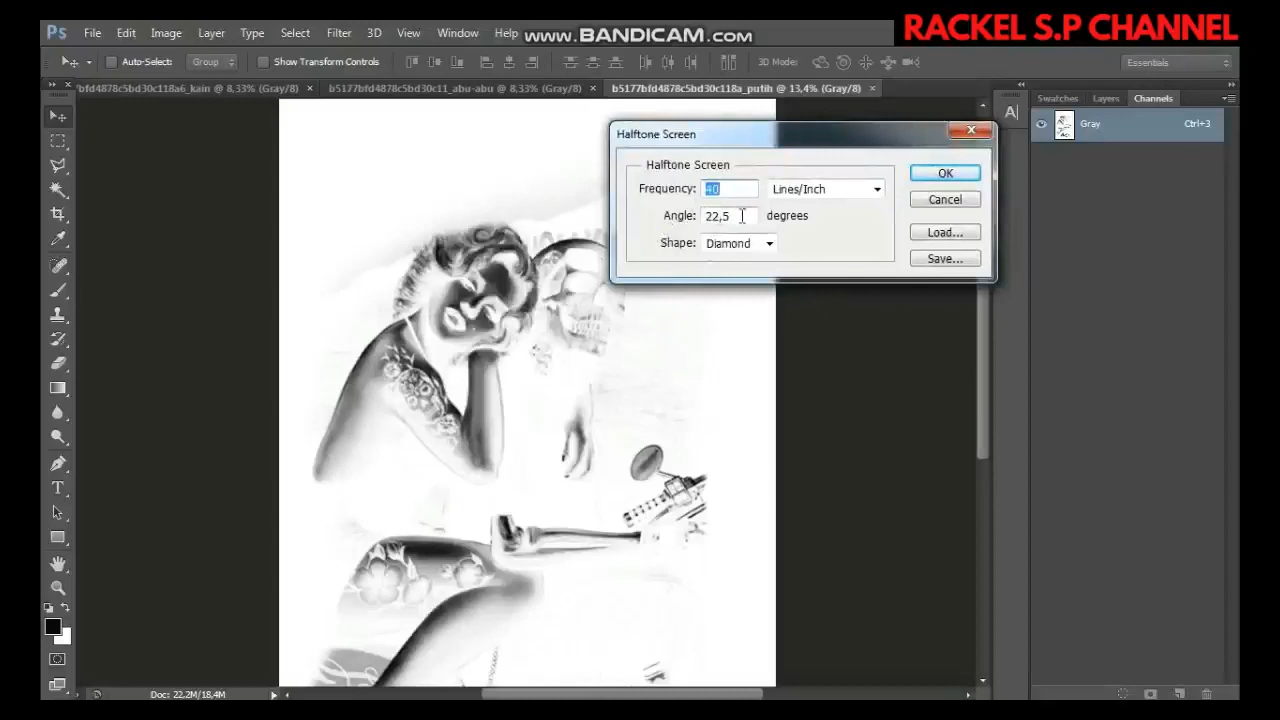 RACKEL S.P CHANNEL
Ps File Edit Image Layer Type Select Filter 3D View Window Help
www.BANDICAM.com
Auto-Select: Group Show Transform Controls 3D Mode: Essentials
bfd4878c5bd30c118a6_kain @ 8,33% (Gray/8) × b5177bfd4878c5bd30c11_abu-abu @ 8,33% (Gray/8) × b5177bfd4878c5bd30c118a_putih @ 13,4% (Gray/8) ×
Swatches Layers Channels
Gray Ctrl+3
Halftone Screen
Halftone Screen
Frequency: 40 Lines/Inch
Angle: 22,5 degrees
Shape: Diamond
OK
Cancel
Load...
Save...
Doc: 22,2M/18,4M